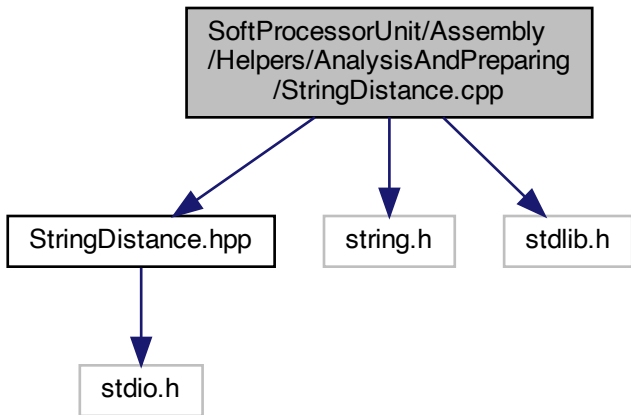 SoftProcessorUnit/Assembly
/Helpers/AnalysisAndPreparing
/StringDistance.cpp
StringDistance.hpp
string.h
stdlib.h
stdio.h